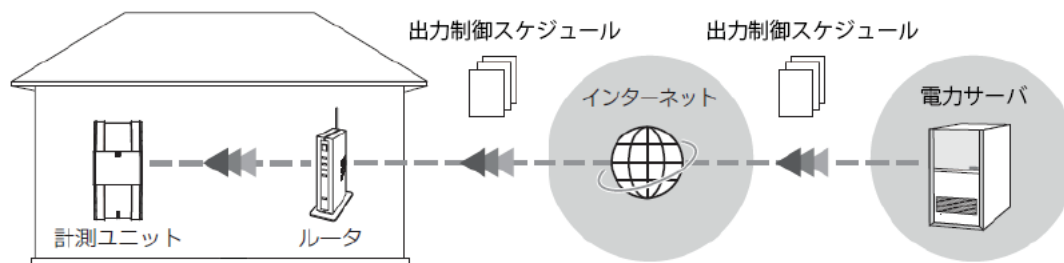 出力制御スケジュール
出力制御スケジュール
インターネット
電力サーバ
計測ユニット
ルータ